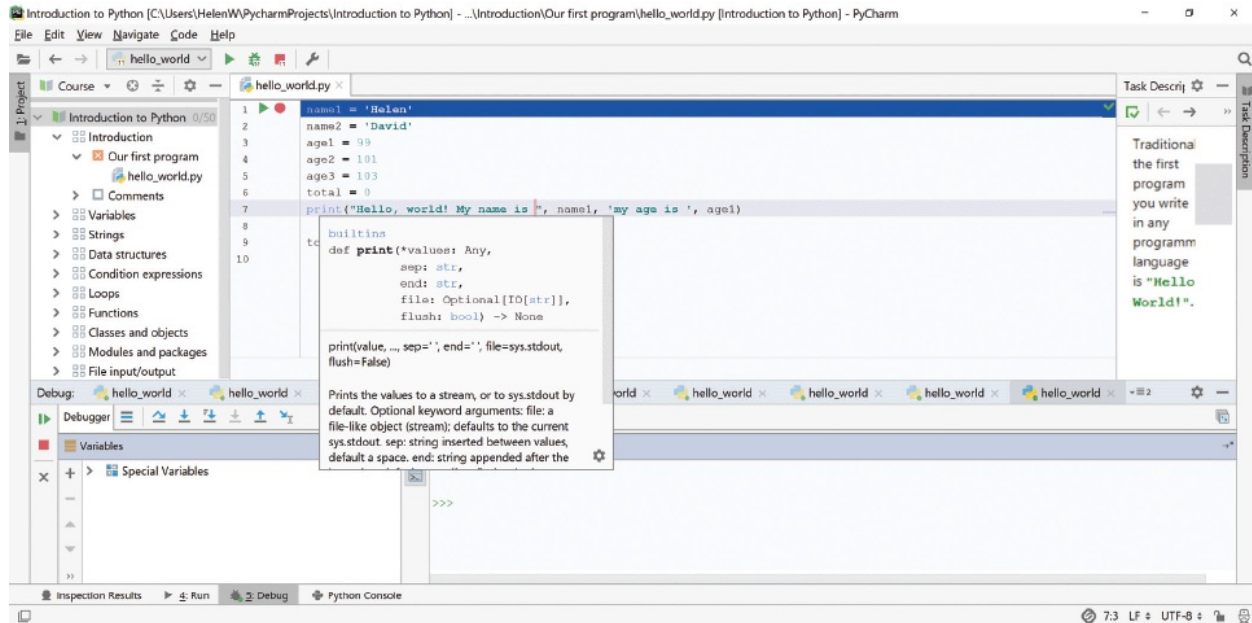 Introduction to Python [C:\Users\HelenW\PycharmProjects\Introduction to Python] - ...\Introduction\Our first program\hello_world.py [Introduction to Python] - PyCharm
File Edit View Navigate Code Help
hello_world
1: Project
Course
Introduction to Python 0/50
Introduction
Our first program
hello_world.py
Comments
Variables
Strings
Data structures
Condition expressions
Loops
Functions
Classes and objects
Modules and packages
File input/output
hello_world.py
1 name1 = 'Helen'
2 name2 = 'David'
3 age1 = 99
4 age2 = 101
5 age3 = 103
6 total = 0
7 print("Hello, world! My name is ", name1, 'my age is ', age1)
8
9 to
10
builtins
def print(*values: Any,
sep: str,
end: str,
file: Optional[IO[str]],
flush: bool) -> None
print(value, ..., sep=' ', end=' ', file=sys.stdout,
flush=False)
Prints the values to a stream, or to sys.stdout by
default. Optional keyword arguments: file: a
file-like object (stream); defaults to the current
sys.stdout. sep: string inserted between values,
default a space. end: string appended after the
Task Descrij
Traditional
the first
program
you write
in any
programm
language
is "Hello
World!".
Task Description
Debug: hello_world hello_world orld hello_world hello_world hello_world hello_world 2
Debugger
Variables
Special Variables
>>>
Inspection Results 4: Run 5: Debug Python Console
7:3 LF UTF-8